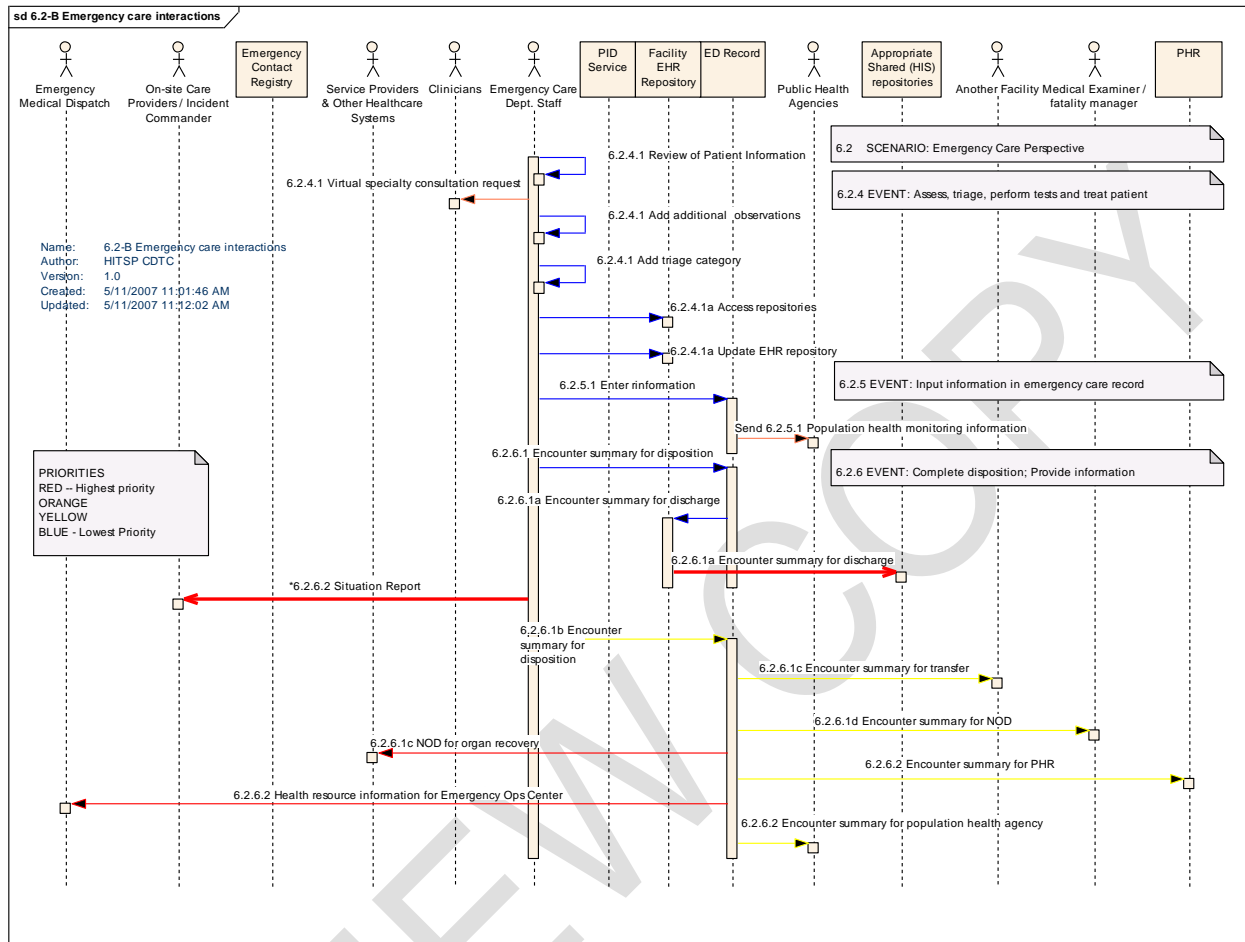 sd 6.2-B Emergency care interactions
Emergency
Medical Dispatch
On-site Care
Providers / Incident
Commander
Emergency
Contact
Registry
Service Providers
& Other Healthcare
Systems
Clinicians
Emergency Care
Dept. Staff
PID
Service
Facility
EHR
Repository
ED Record
Public Health
Agencies
Appropriate
Shared (HIS)
repositories
Another Facility
Medical Examiner /
fatality manager
PHR
6.2 SCENARIO: Emergency Care Perspective
6.2.4.1 Review of Patient Information
6.2.4.1 Virtual specialty consultation request
6.2.4 EVENT: Assess, triage, perform tests and treat patient
6.2.4.1 Add additional observations
Name: 6.2-B Emergency care interactions
Author: HITSP CDTC
Version: 1.0
Created: 5/11/2007 11:01:46 AM
Updated: 5/11/2007 11:12:02 AM
6.2.4.1 Add triage category
6.2.4.1a Access repositories
6.2.4.1a Update EHR repository
6.2.5.1 Enter rinformation
6.2.5 EVENT: Input information in emergency care record
Send 6.2.5.1 Population health monitoring information
6.2.6.1 Encounter summary for disposition
6.2.6 EVENT: Complete disposition; Provide information
PRIORITIES
RED -- Highest priority
ORANGE
YELLOW
BLUE - Lowest Priority
6.2.6.1a Encounter summary for discharge
6.2.6.1a Encounter summary for discharge
*6.2.6.2 Situation Report
6.2.6.1b Encounter
summary for
disposition
6.2.6.1c Encounter summary for transfer
6.2.6.1d Encounter summary for NOD
6.2.6.1c NOD for organ recovery
6.2.6.2 Encounter summary for PHR
6.2.6.2 Health resource information for Emergency Ops Center
6.2.6.2 Encounter summary for population health agency
EW COPY